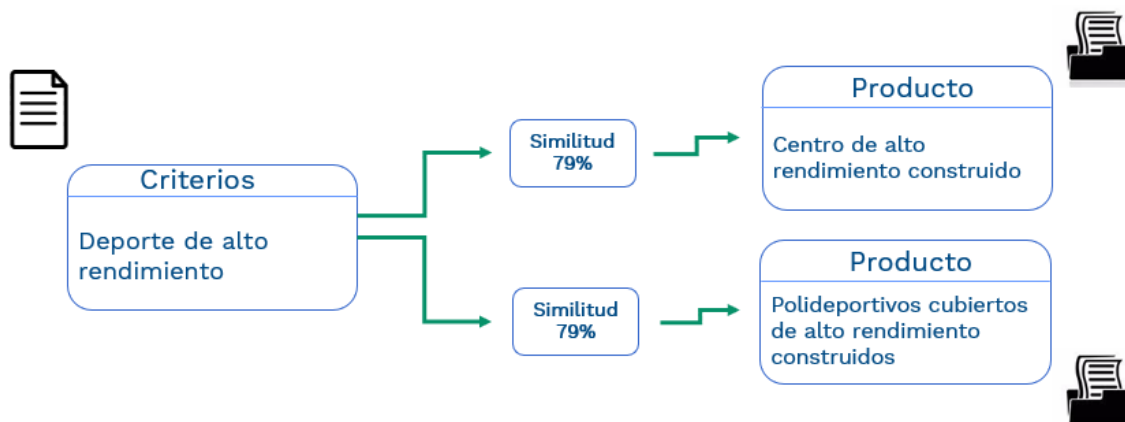 Criterios
Deporte de alto
rendimiento
Similitud
79%
Producto
Centro de alto
rendimiento construido
Similitud
79%
Producto
Polideportivos cubiertos
de alto rendimiento
construidos